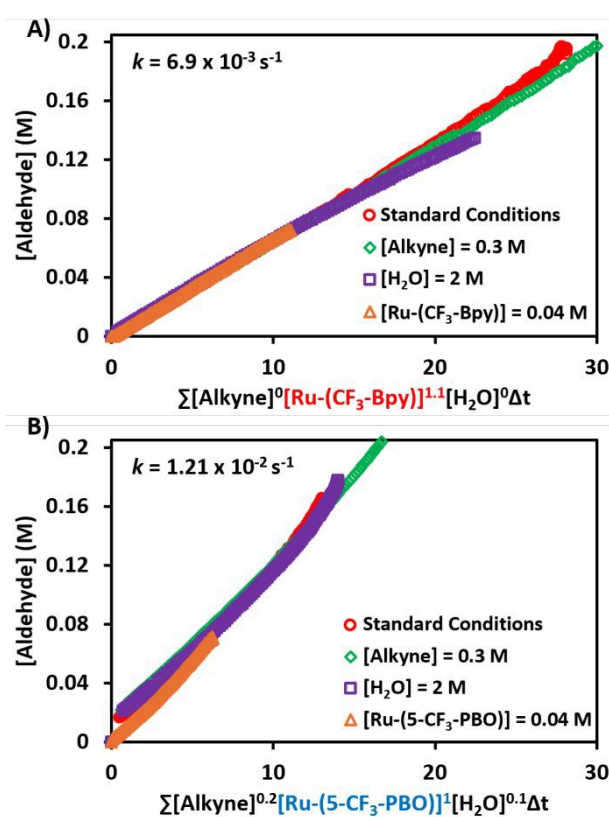 A)
k = 6.9 x 10⁻³ s⁻¹
[Aldehyde] (M)
0.2
0.16
0.12
0.08
0.04
0
Standard Conditions
[Alkyne] = 0.3 M
[H₂O] = 2 M
[Ru-(CF₃-Bpy)] = 0.04 M
0 10 20 30
∑[Alkyne]⁰[Ru-(CF₃-Bpy)]¹·¹[H₂O]⁰Δt
B)
k = 1.21 x 10⁻² s⁻¹
[Aldehyde] (M)
0.2
0.16
0.12
0.08
0.04
0
Standard Conditions
[Alkyne] = 0.3 M
[H₂O] = 2 M
[Ru-(5-CF₃-PBO)] = 0.04 M
0 10 20 30
∑[Alkyne]⁰·²[Ru-(5-CF₃-PBO)]¹[H₂O]⁰·¹Δt